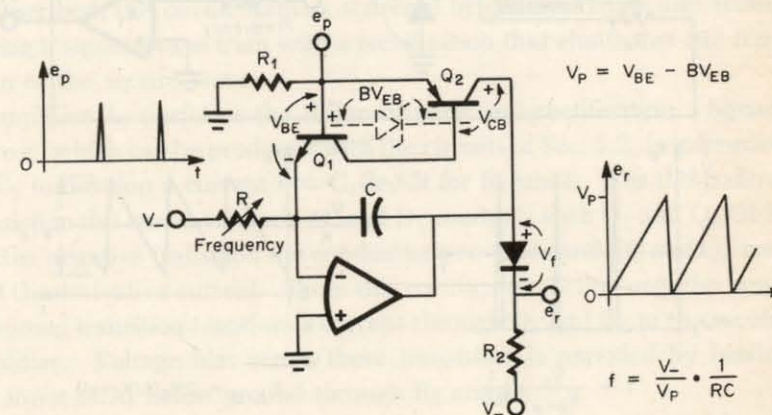 e_p
e_p
R_1
Q_2
V_P = V_BE − BV_EB
BV_EB
V_BE
+
+
−
+
V_CB
−
Q_1
0
t
−
e_r
V_P
C
V_− R
Frequency
−
+
+
V_f
−
e_r
0
R_2
f = V_−/V_P · 1/RC
V_−